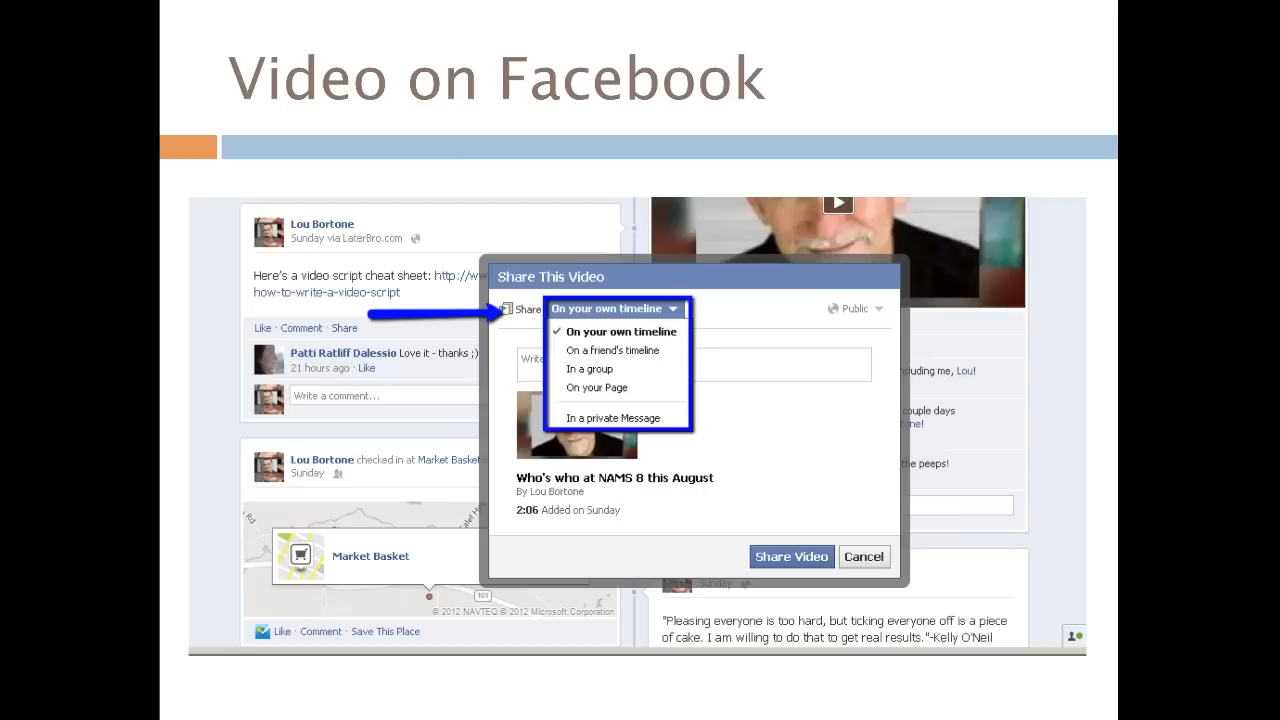 Video on Facebook
Lou Bortone
Sunday via LaterBro.com
Here's a video script cheat sheet: http://ww
how-to-write-a-video-script
Like · Comment · Share
Patti Ratliff Dalessio Love it - thanks ;)
21 hours ago · Like
Write a comment...
Lou Bortone checked in at Market Basket
Sunday
Rd
Market Basket
101
© 2012 NAVTEQ © 2012 Microsoft Corporation
Like · Comment · Save This Place
Share This Video
Share
On your own timeline
Public
On your own timeline
On a friend's timeline
In a group
On your Page
In a private Message
Who's who at NAMS 8 this August
By Lou Bortone
2:06 Added on Sunday
Share Video
Cancel
cluding me, Lou!
couple days
the peeps!
Sunday
"Pleasing everyone is too hard, but ticking everyone off is a piece
of cake. I am willing to do that to get real results."-Kelly O'Neil